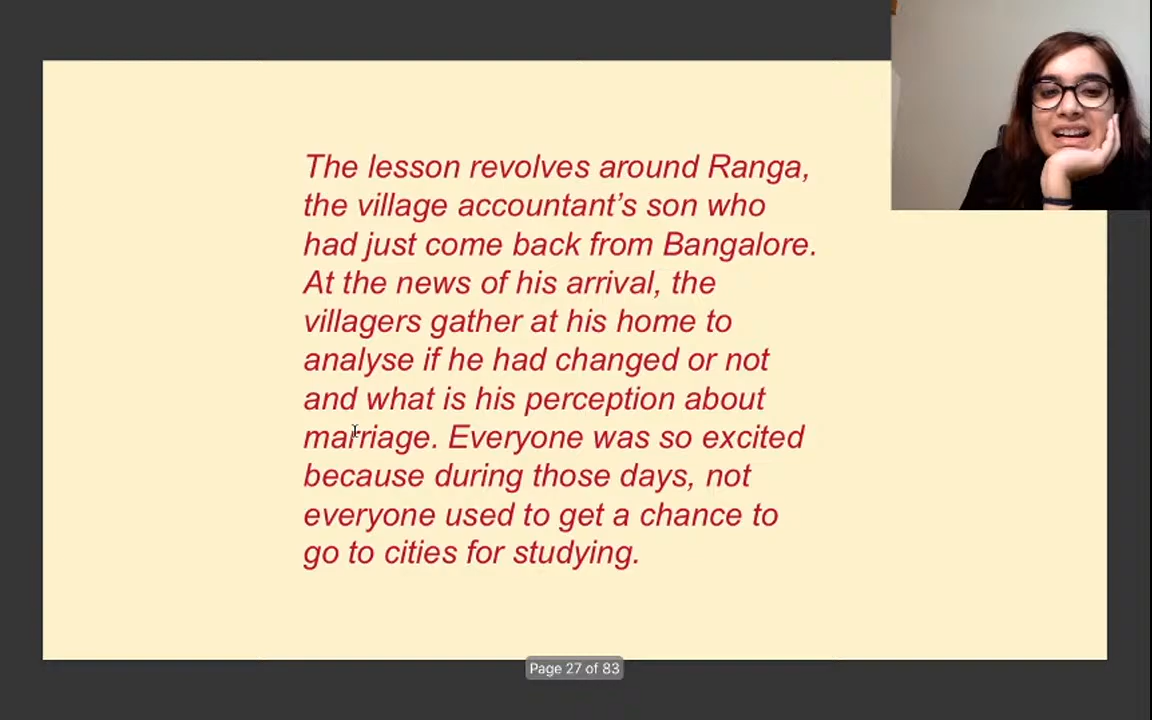 The lesson revolves around Ranga,
the village accountant’s son who
had just come back from Bangalore.
At the news of his arrival, the
villagers gather at his home to
analyse if he had changed or not
and what is his perception about
marriage. Everyone was so excited
because during those days, not
everyone used to get a chance to
go to cities for studying.
Page 27 of 83